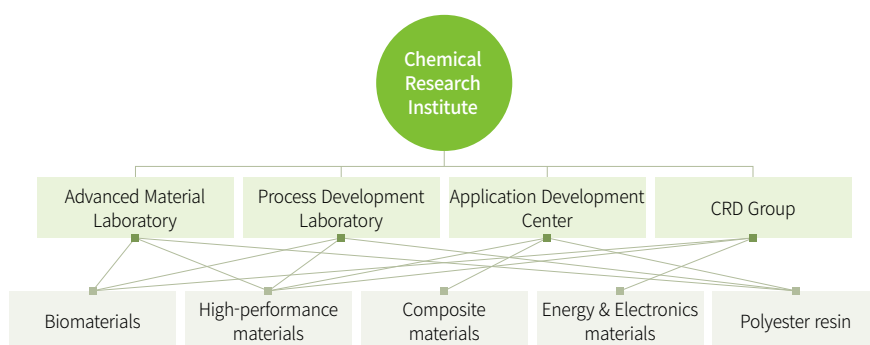 Chemical
Research
Institute
Advanced Material
Laboratory
Process Development
Laboratory
Application Development
Center
CRD Group
Biomaterials
High-performance
materials
Composite
materials
Energy & Electronics
materials
Polyester resin